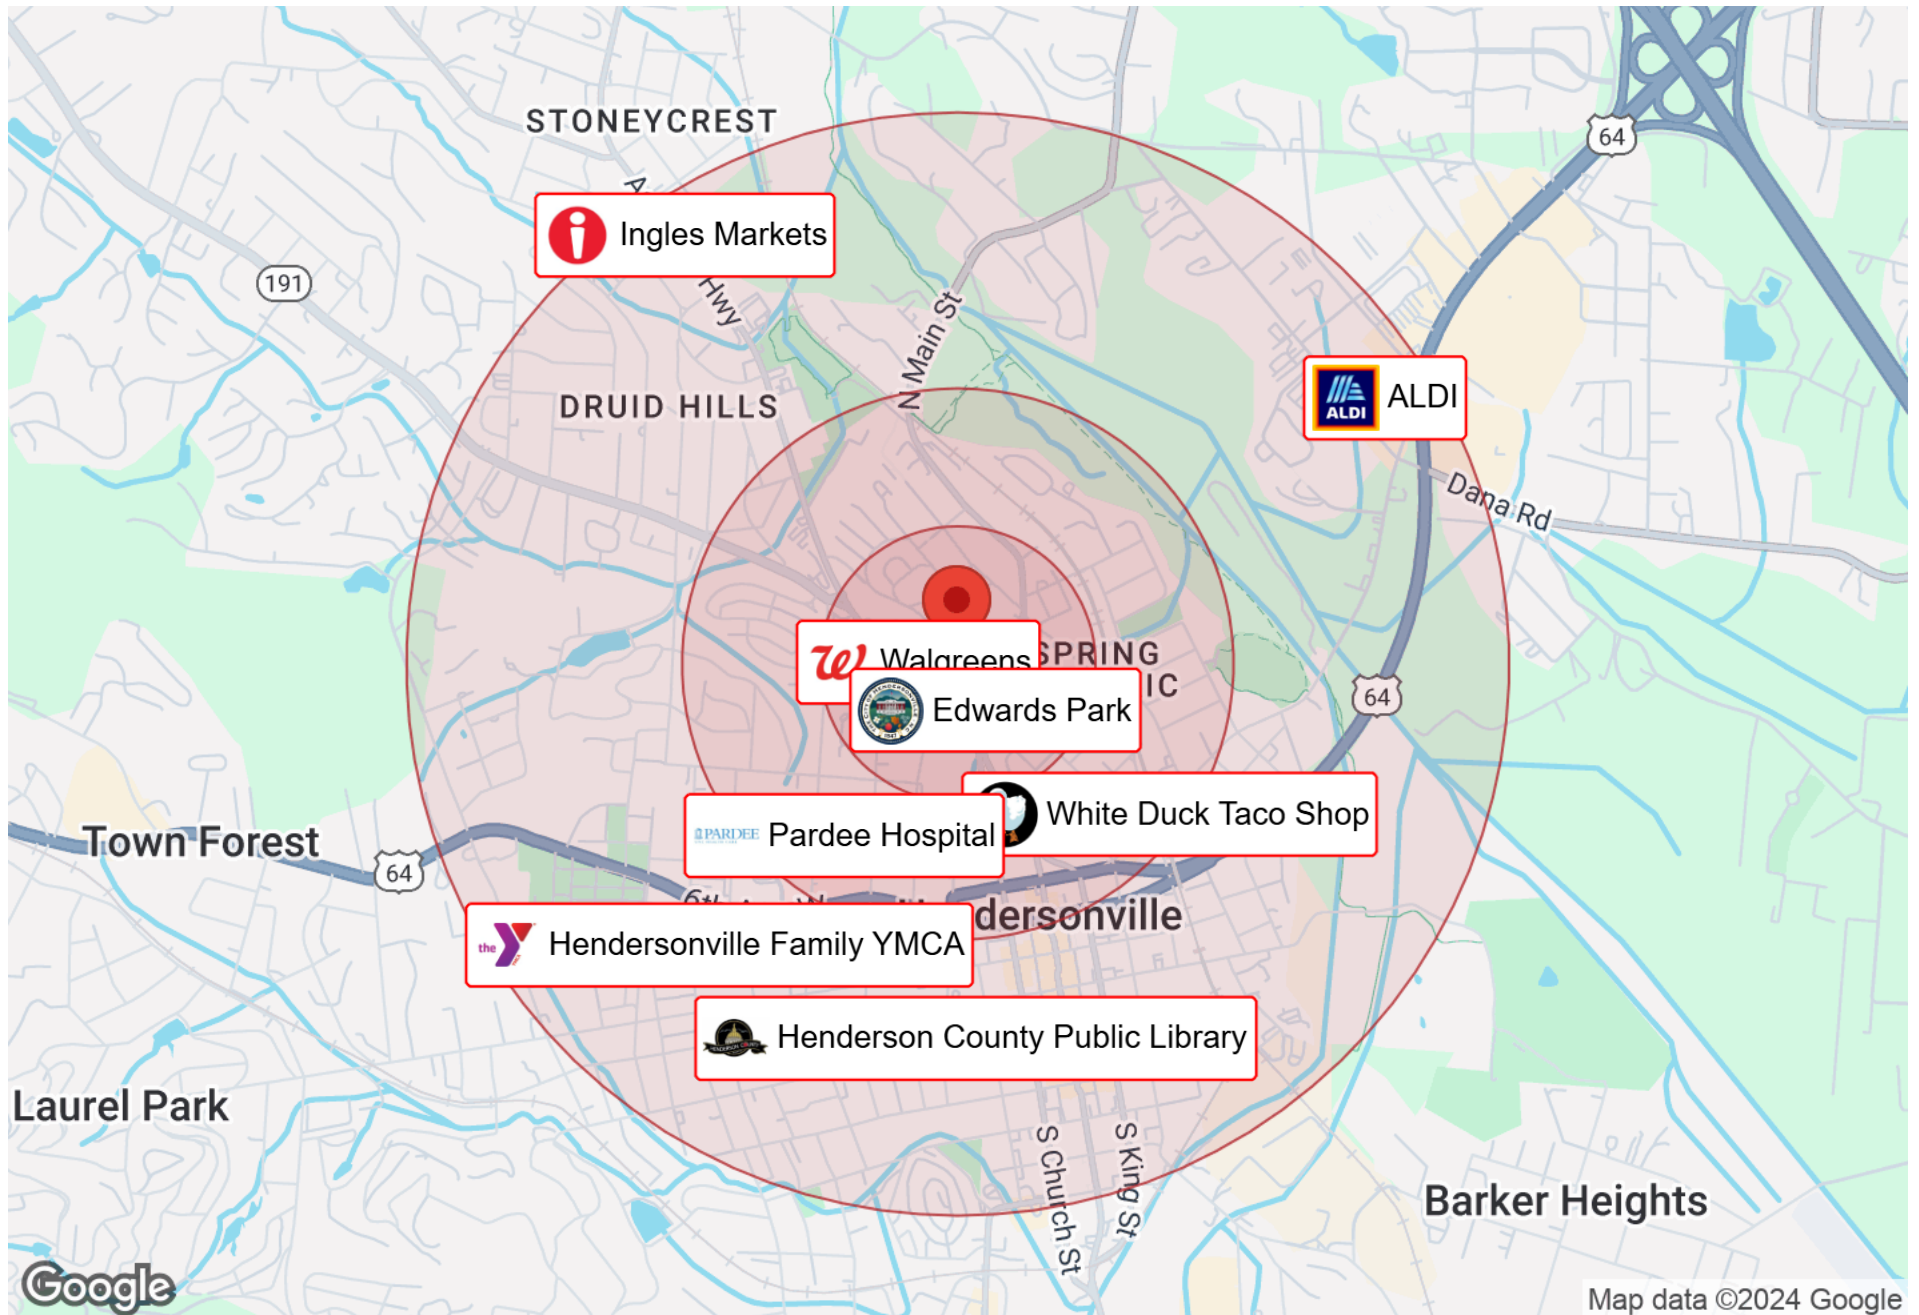 64
STONEYCREST
Ingles Markets
191
Hwy
N Main St
ALDI
ALDI
DRUID HILLS
Dana Rd
SPRING
Walgreens
IC
64
Edwards Park
White Duck Taco Shop
PARDEE
Pardee Hospital
Town Forest
64
dersonville
the
Hendersonville Family YMCA
Henderson County Public Library
Laurel Park
S Church St
S King St
Barker Heights
Google
Map data ©2024 Google